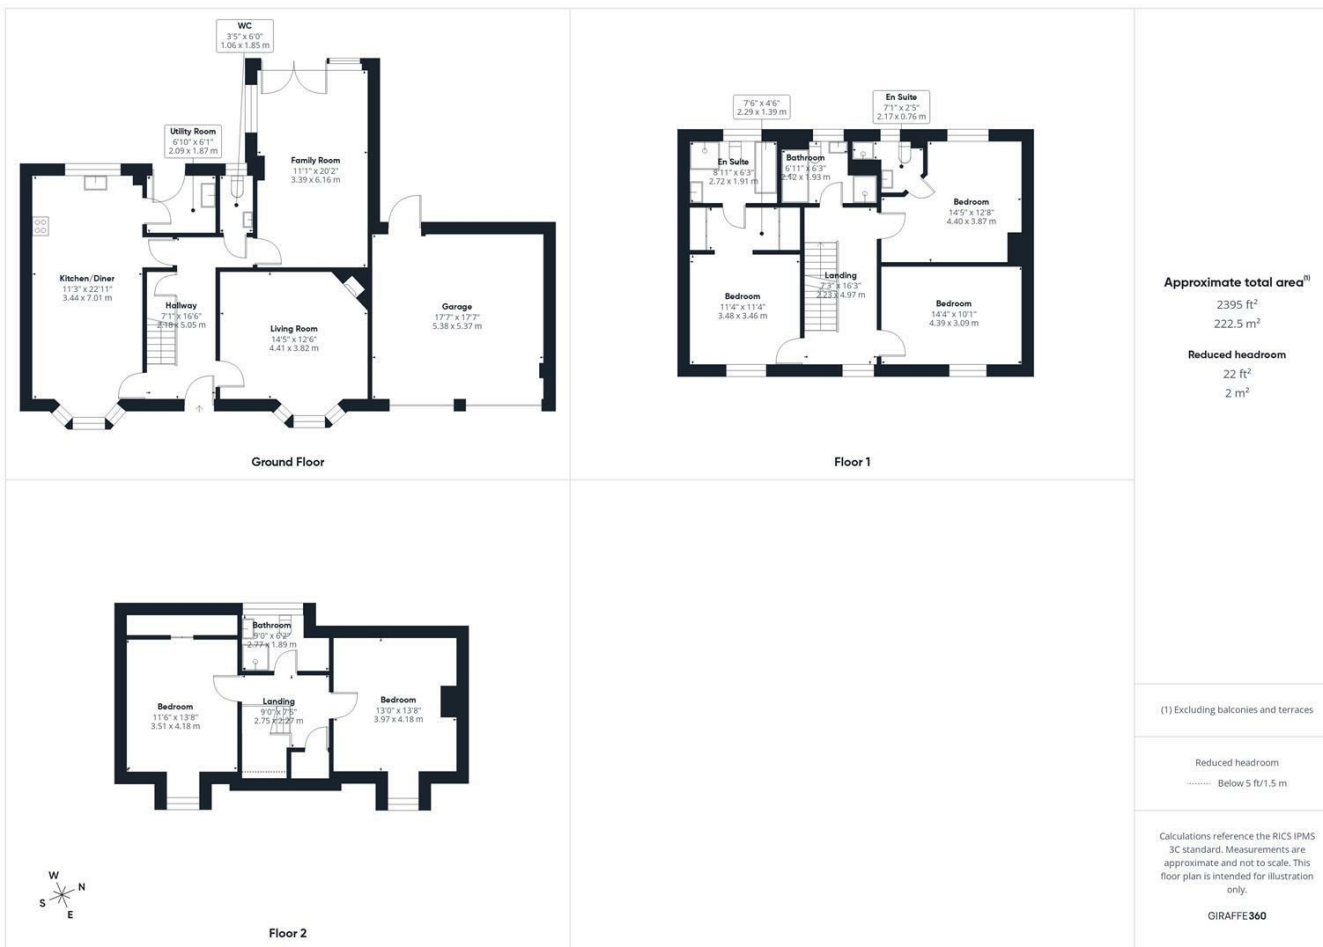 WC
3'5" x 6'0"
1.06 x 1.85 m
Utility Room
6'10" x 6'1"
2.09 x 1.87 m
Family Room
11'1" x 20'2"
3.39 x 6.16 m
Kitchen/Diner
11'3" x 22'11"
3.44 x 7.01 m
Hallway
7'1" x 16'6"
2.18 x 5.05 m
Living Room
14'5" x 12'6"
4.41 x 3.82 m
Garage
17'7" x 17'7"
5.38 x 5.37 m
Ground Floor
7'6" x 4'6"
2.29 x 1.39 m
En Suite
7'1" x 2'5"
2.17 x 0.76 m
En Suite
8'11" x 6'3"
2.72 x 1.91 m
Bathroom
6'11" x 6'3"
2.12 x 1.93 m
Bedroom
14'5" x 12'8"
4.40 x 3.87 m
Landing
7'3" x 16'3"
2.23 x 4.97 m
Bedroom
11'4" x 11'4"
3.48 x 3.46 m
Bedroom
14'4" x 10'1"
4.39 x 3.09 m
Floor 1
Approximate total area(1)
2395 ft²
222.5 m²
Reduced headroom
22 ft²
2 m²
Bathroom
9'0" x 6'2"
2.77 x 1.89 m
Bedroom
11'6" x 13'8"
3.51 x 4.18 m
Landing
9'0" x 7'5"
2.75 x 2.27 m
Bedroom
13'0" x 13'8"
3.97 x 4.18 m
W
N
S
E
Floor 2
(1) Excluding balconies and terraces
Reduced headroom
Below 5 ft/1.5 m
Calculations reference the RICS IPMS
3C standard. Measurements are
approximate and not to scale. This
floor plan is intended for illustration
only.
GIRAFFE360